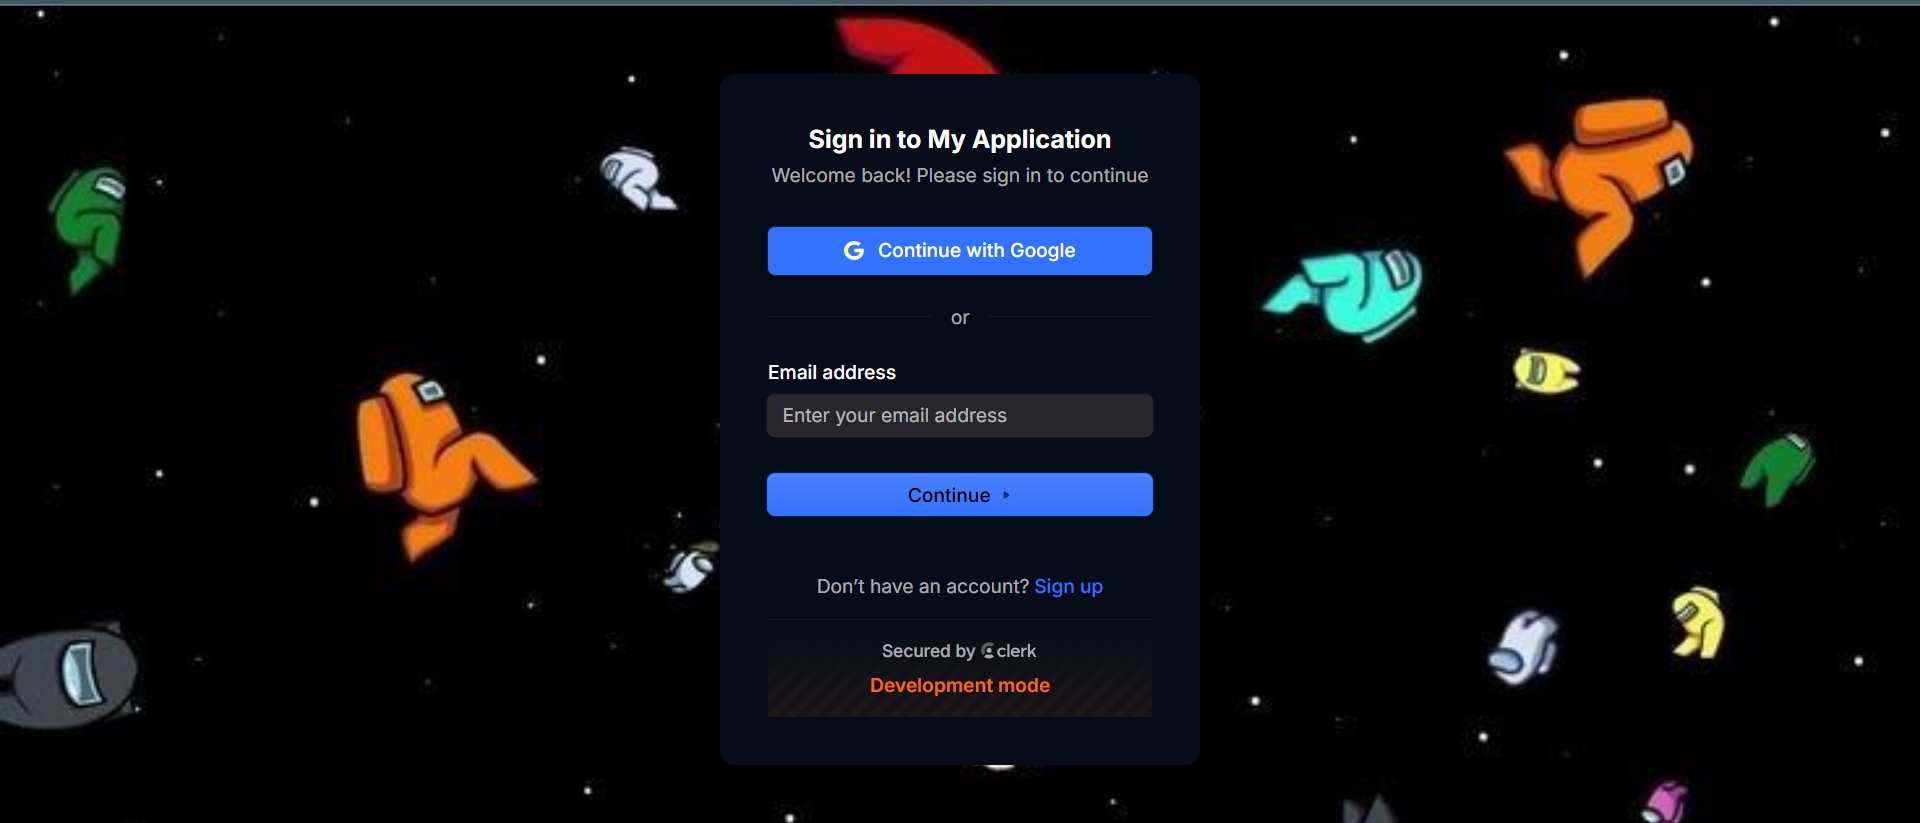 Sign in to My Application
Welcome back! Please sign in to continue
Continue with Google
or
Email address
Enter your email address
Continue
Don’t have an account? Sign up
Secured by clerk
Development mode